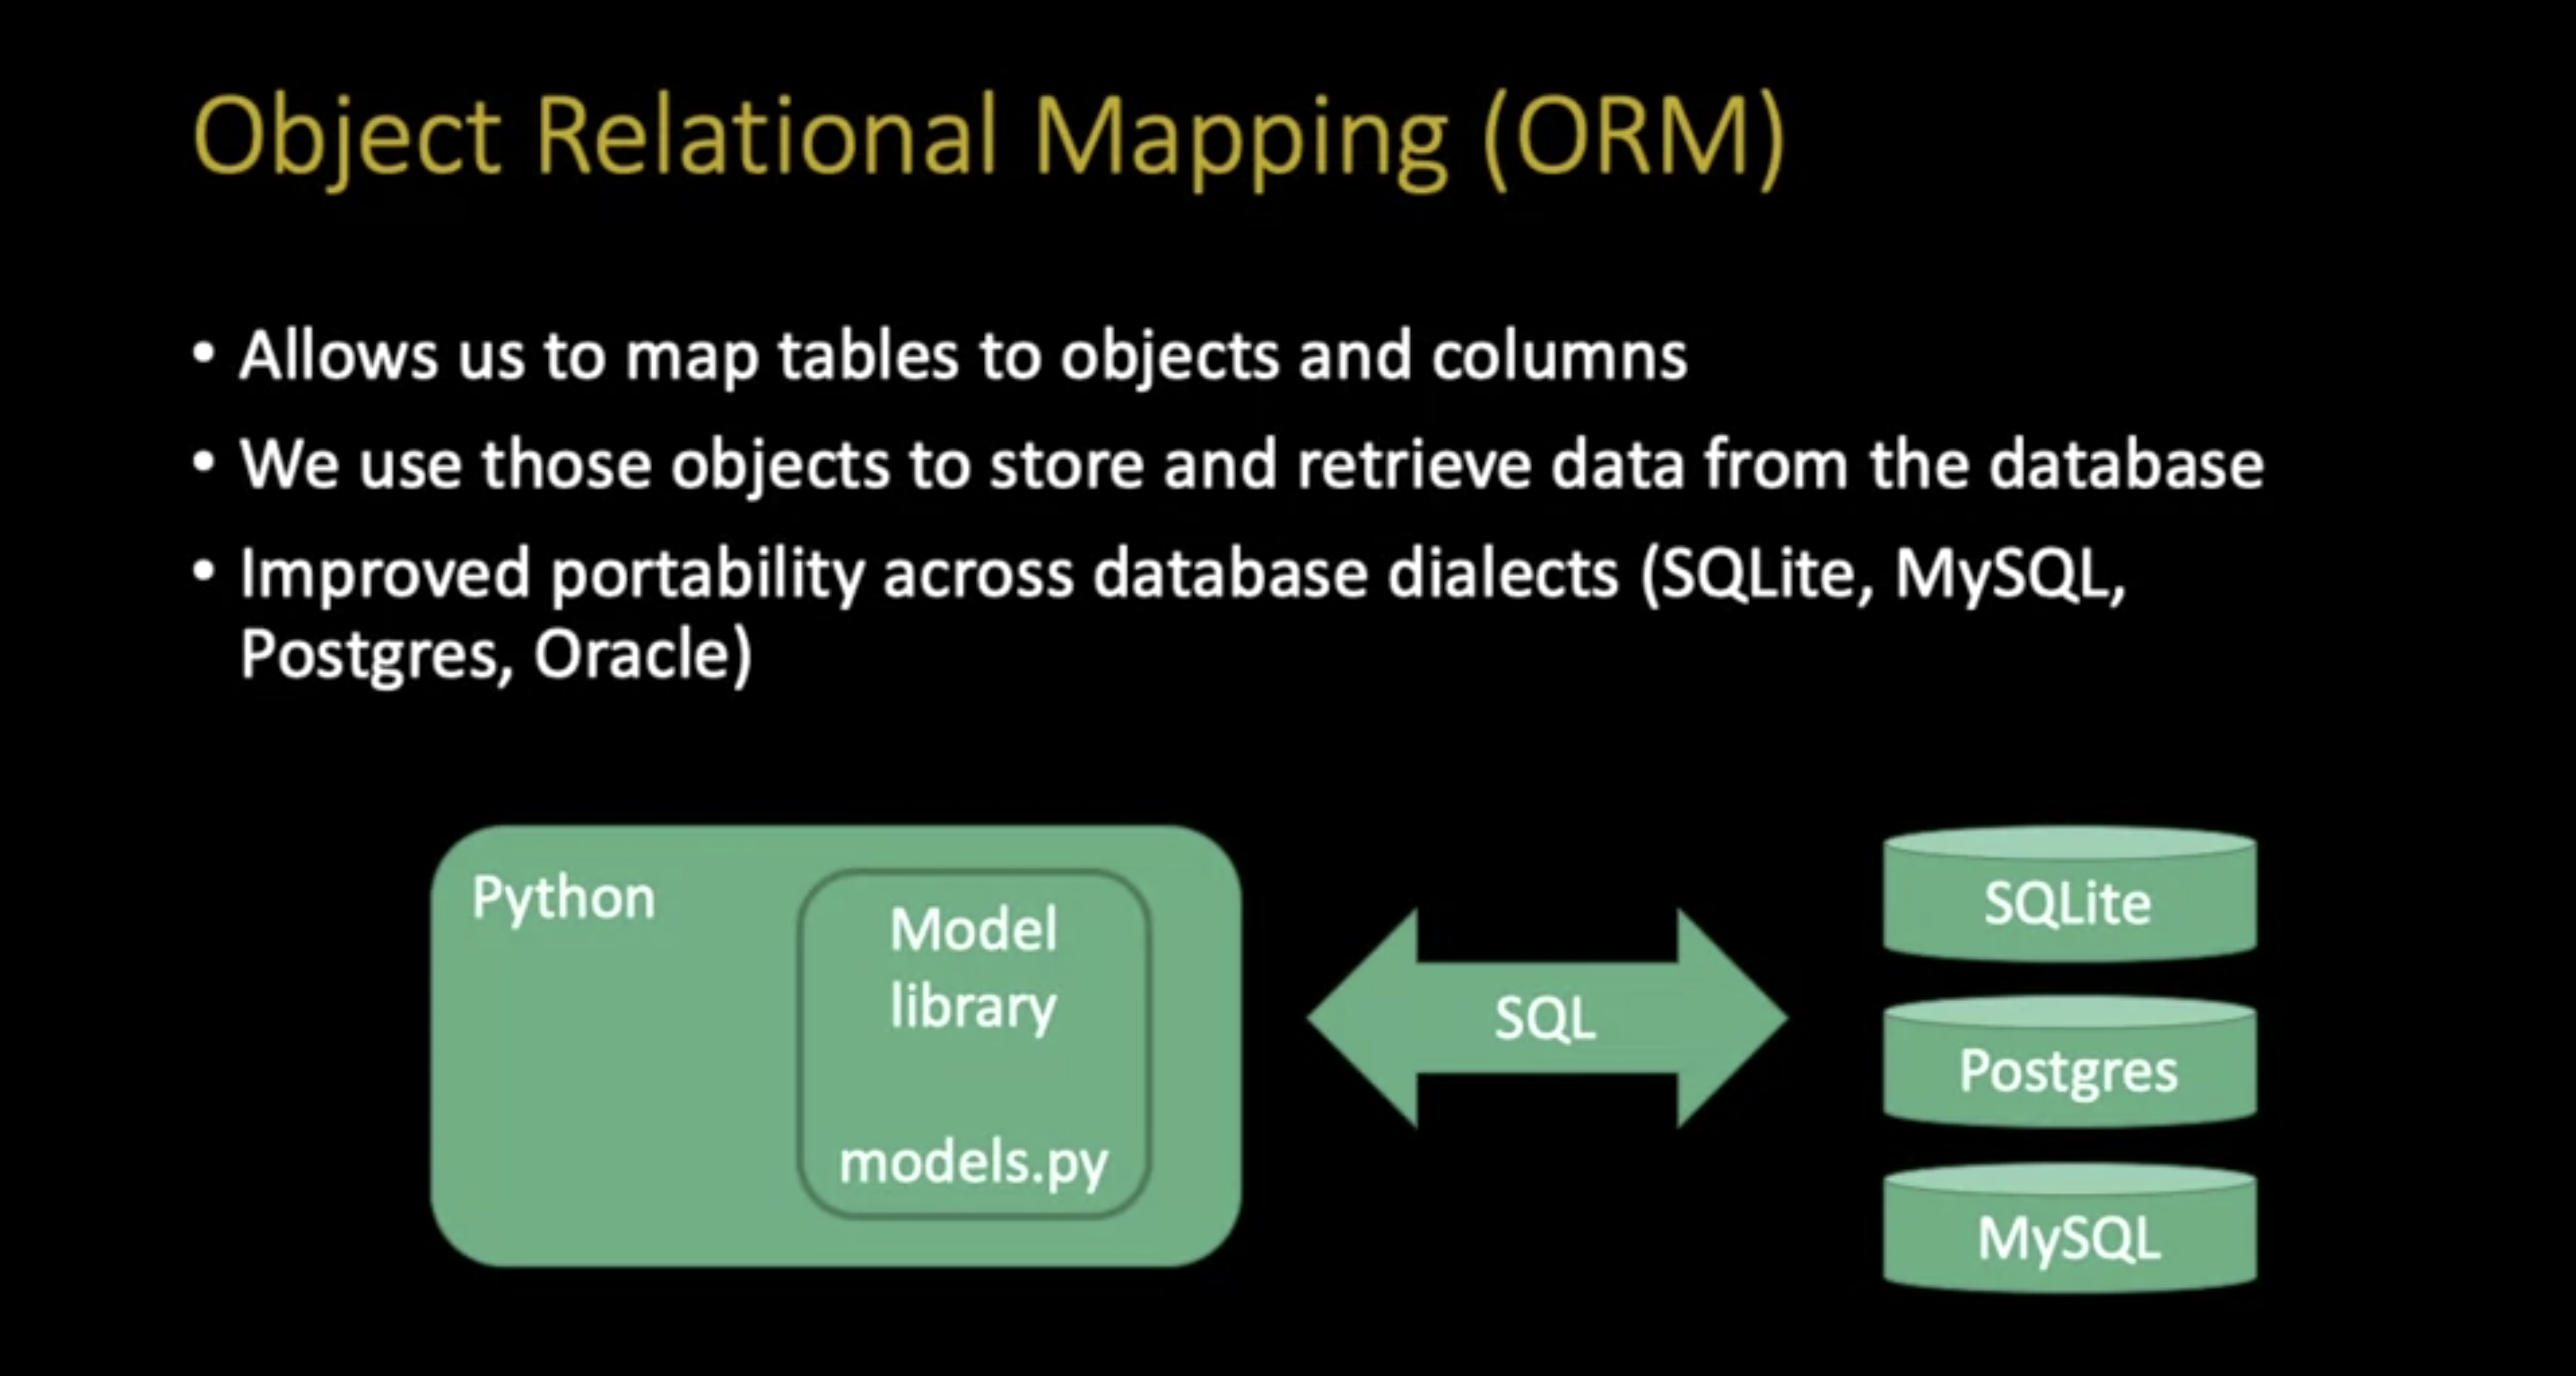 Object Relational Mapping (ORM)
• Allows us to map tables to objects and columns
• We use those objects to store and retrieve data from the database
• Improved portability across database dialects (SQLite, MySQL,
Postgres, Oracle)
Python
Model
library
models.py
SQL
SQLite
Postgres
MySQL